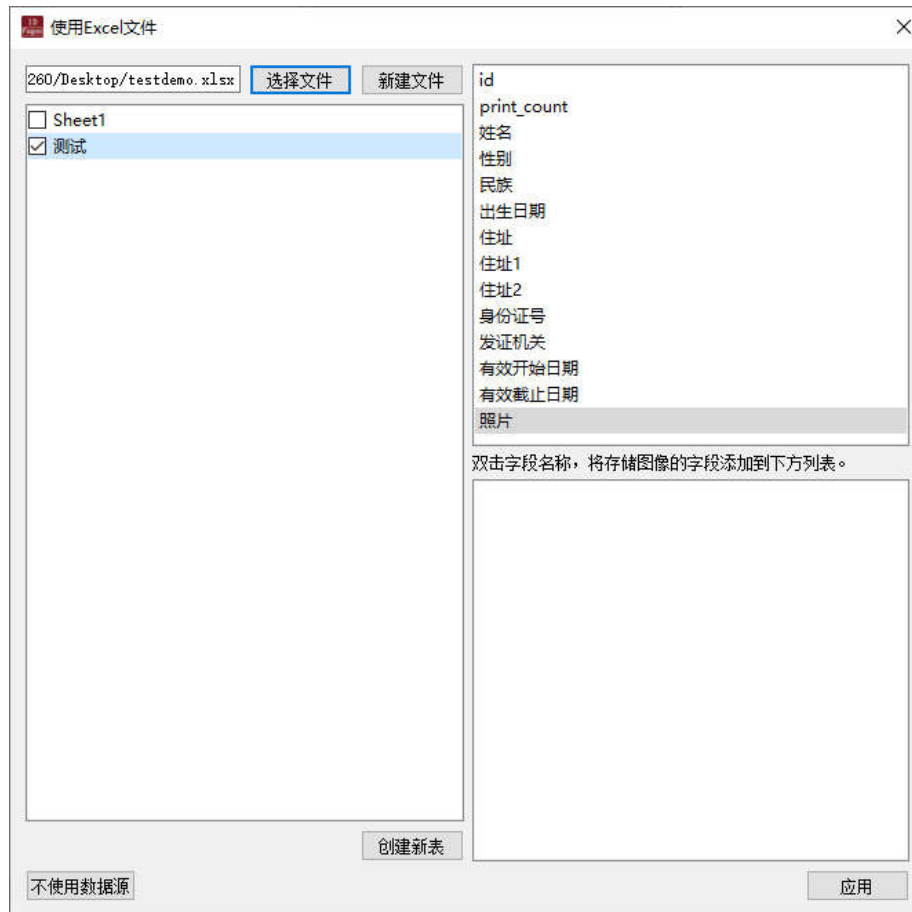 ID
使用Excel文件
260/Desktop/testdemo.xlsx 选择文件 新建文件
Sheet1
测试
创建新表
不使用数据源
id
print_count
姓名
性别
民族
出生日期
住址
住址1
住址2
身份证号
发证机关
有效开始日期
有效截止日期
照片
双击字段名称，将存储图像的字段添加到下方列表。
应用